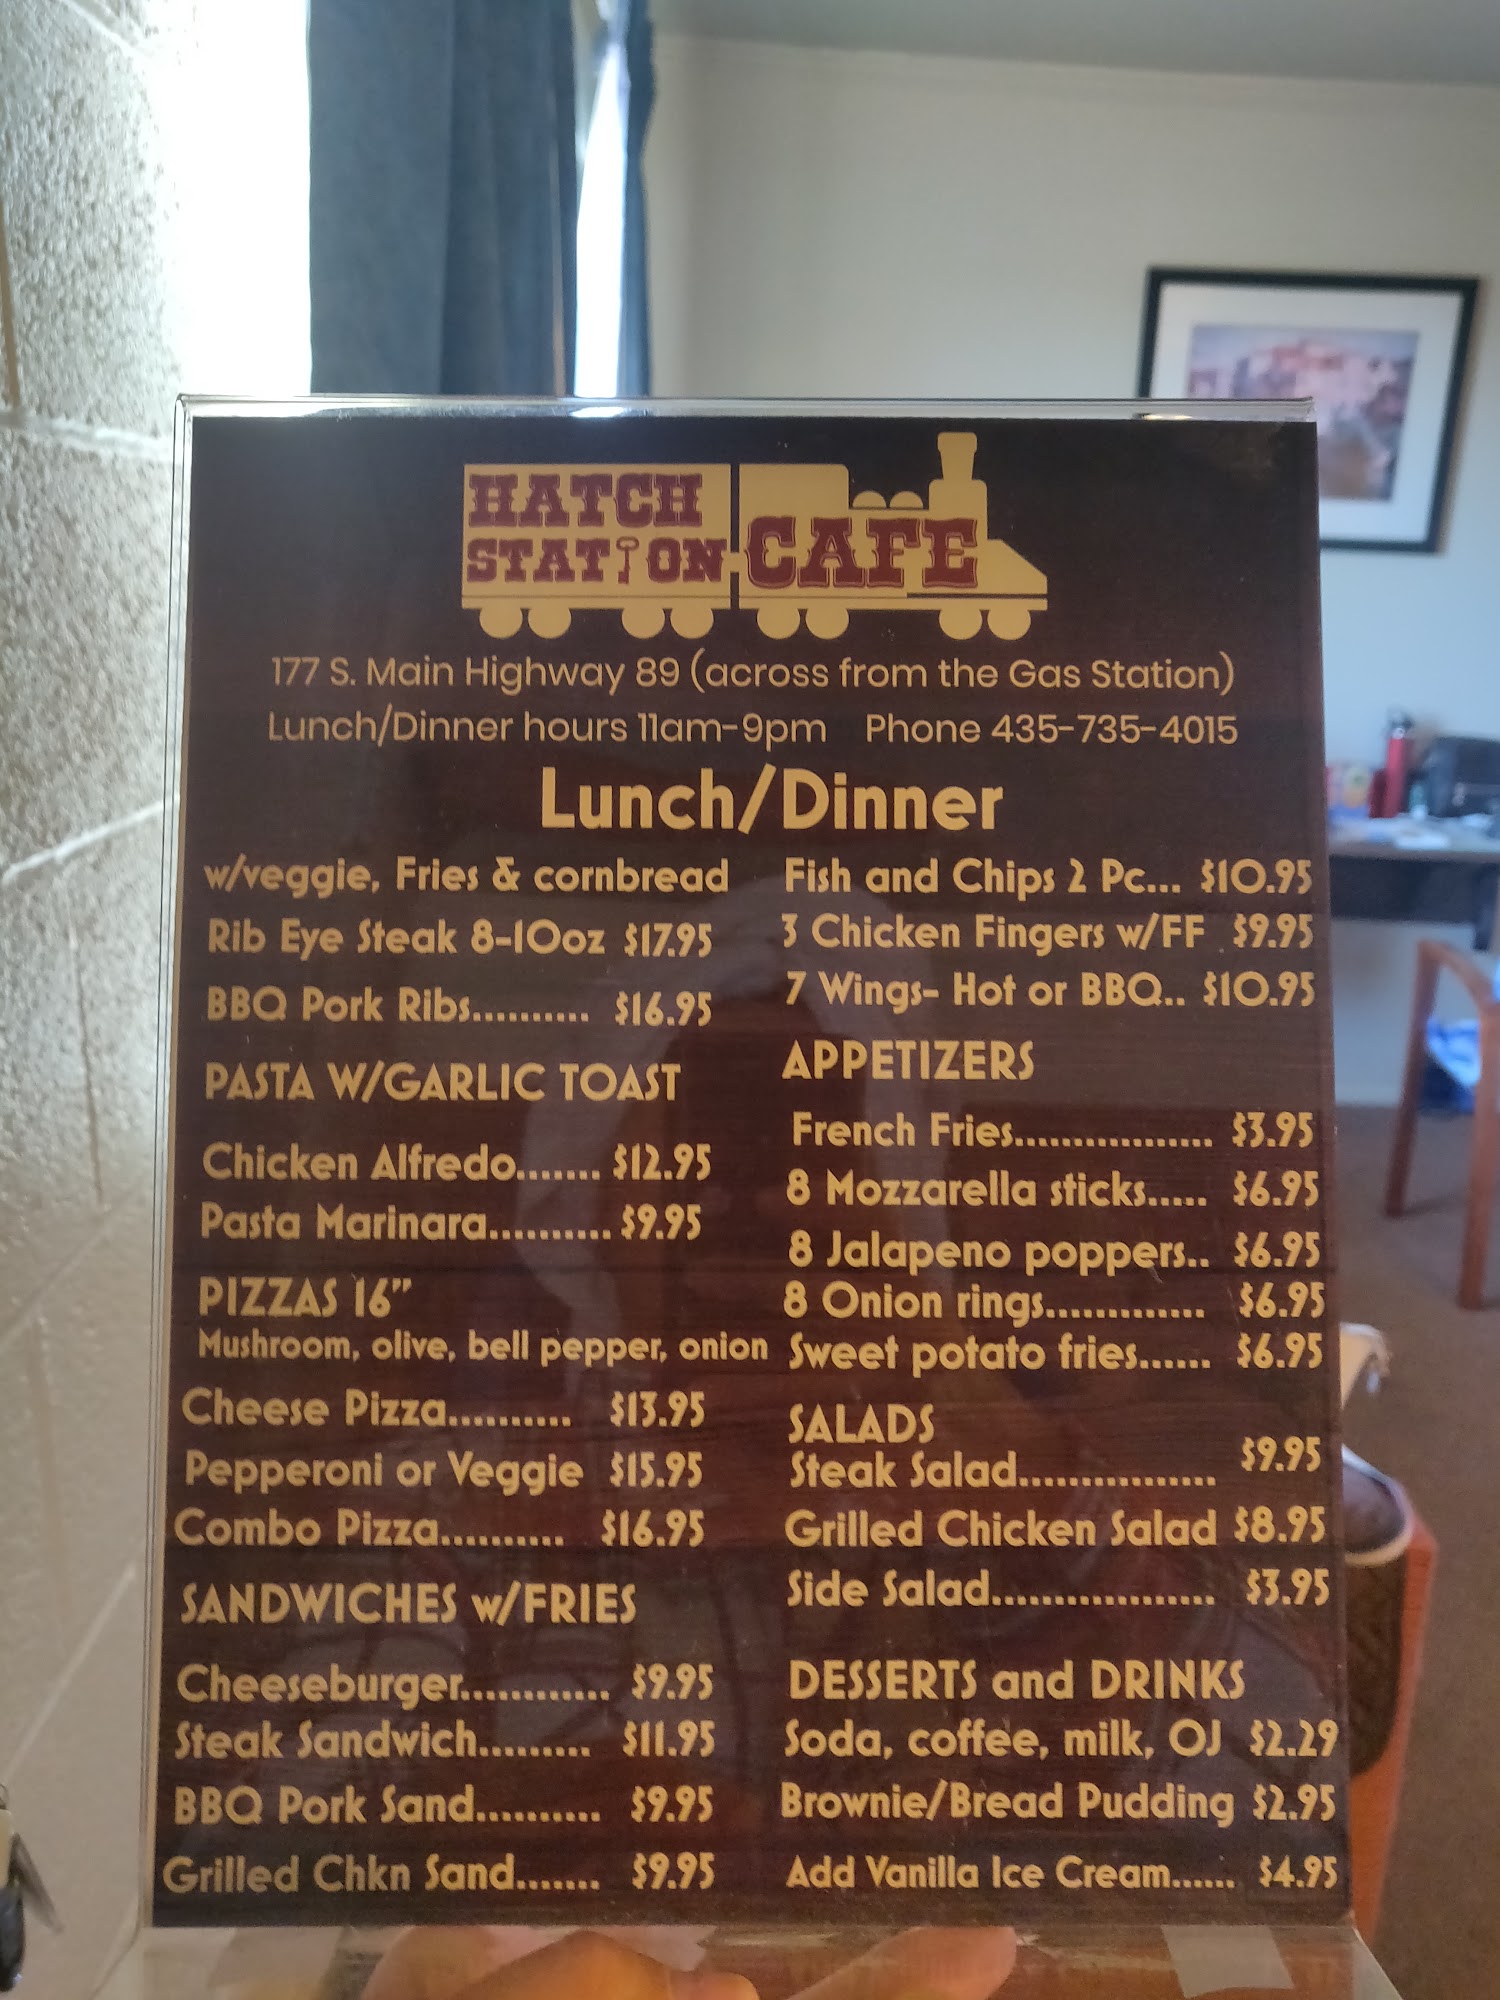 HATCH
STATION CAFE
177 S. Main Highway 89 (across from the Gas Station)
Lunch/Dinner hours 11am-9pm Phone 435-735-4015
Lunch/Dinner
w/veggie, Fries & cornbread
Rib Eye Steak 8-10oz $17.95
BBQ Pork Ribs.......... $16.95
PASTA W/GARLIC TOAST
Chicken Alfredo....... $12.95
Pasta Marinara.......... $9.95
PIZZAS 16"
Mushroom, olive, bell pepper, onion
Cheese Pizza.......... $13.95
Pepperoni or Veggie $15.95
Combo Pizza.......... $16.95
SANDWICHES w/FRIES
Cheeseburger............ $9.95
Steak Sandwich......... $11.95
BBQ Pork Sand.......... $9.95
Grilled Chkn Sand....... $9.95
Fish and Chips 2 Pc... $10.95
3 Chicken Fingers w/FF $9.95
7 Wings- Hot or BBQ.. $10.95
APPETIZERS
French Fries................. $3.95
8 Mozzarella sticks..... $6.95
8 Jalapeno poppers.. $6.95
8 Onion rings............. $6.95
Sweet potato fries...... $6.95
SALADS
Steak Salad................ $9.95
Grilled Chicken Salad $8.95
Side Salad.................. $3.95
DESSERTS and DRINKS
Soda, coffee, milk, OJ $2.29
Brownie/Bread Pudding $2.95
Add Vanilla Ice Cream...... $4.95